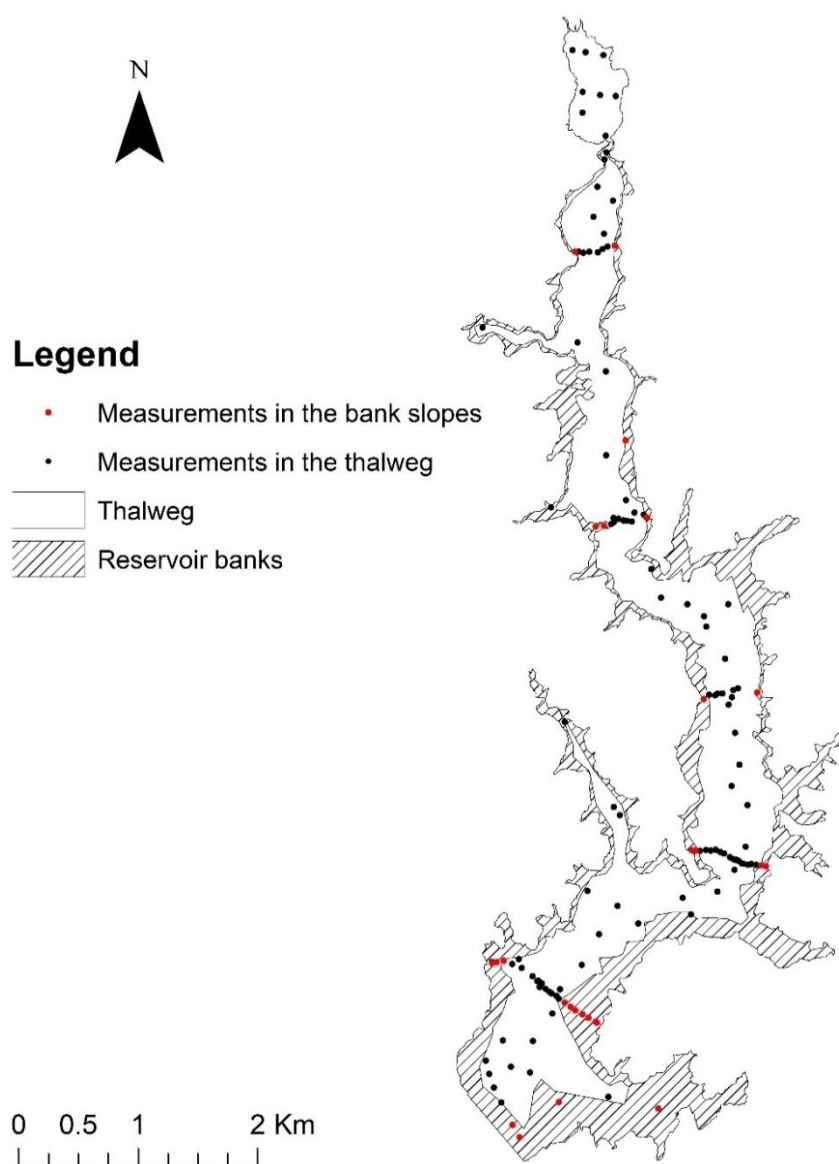 N
Legend
Measurements in the bank slopes
Measurements in the thalweg
Thalweg
Reservoir banks
0 0.5 1 2 Km